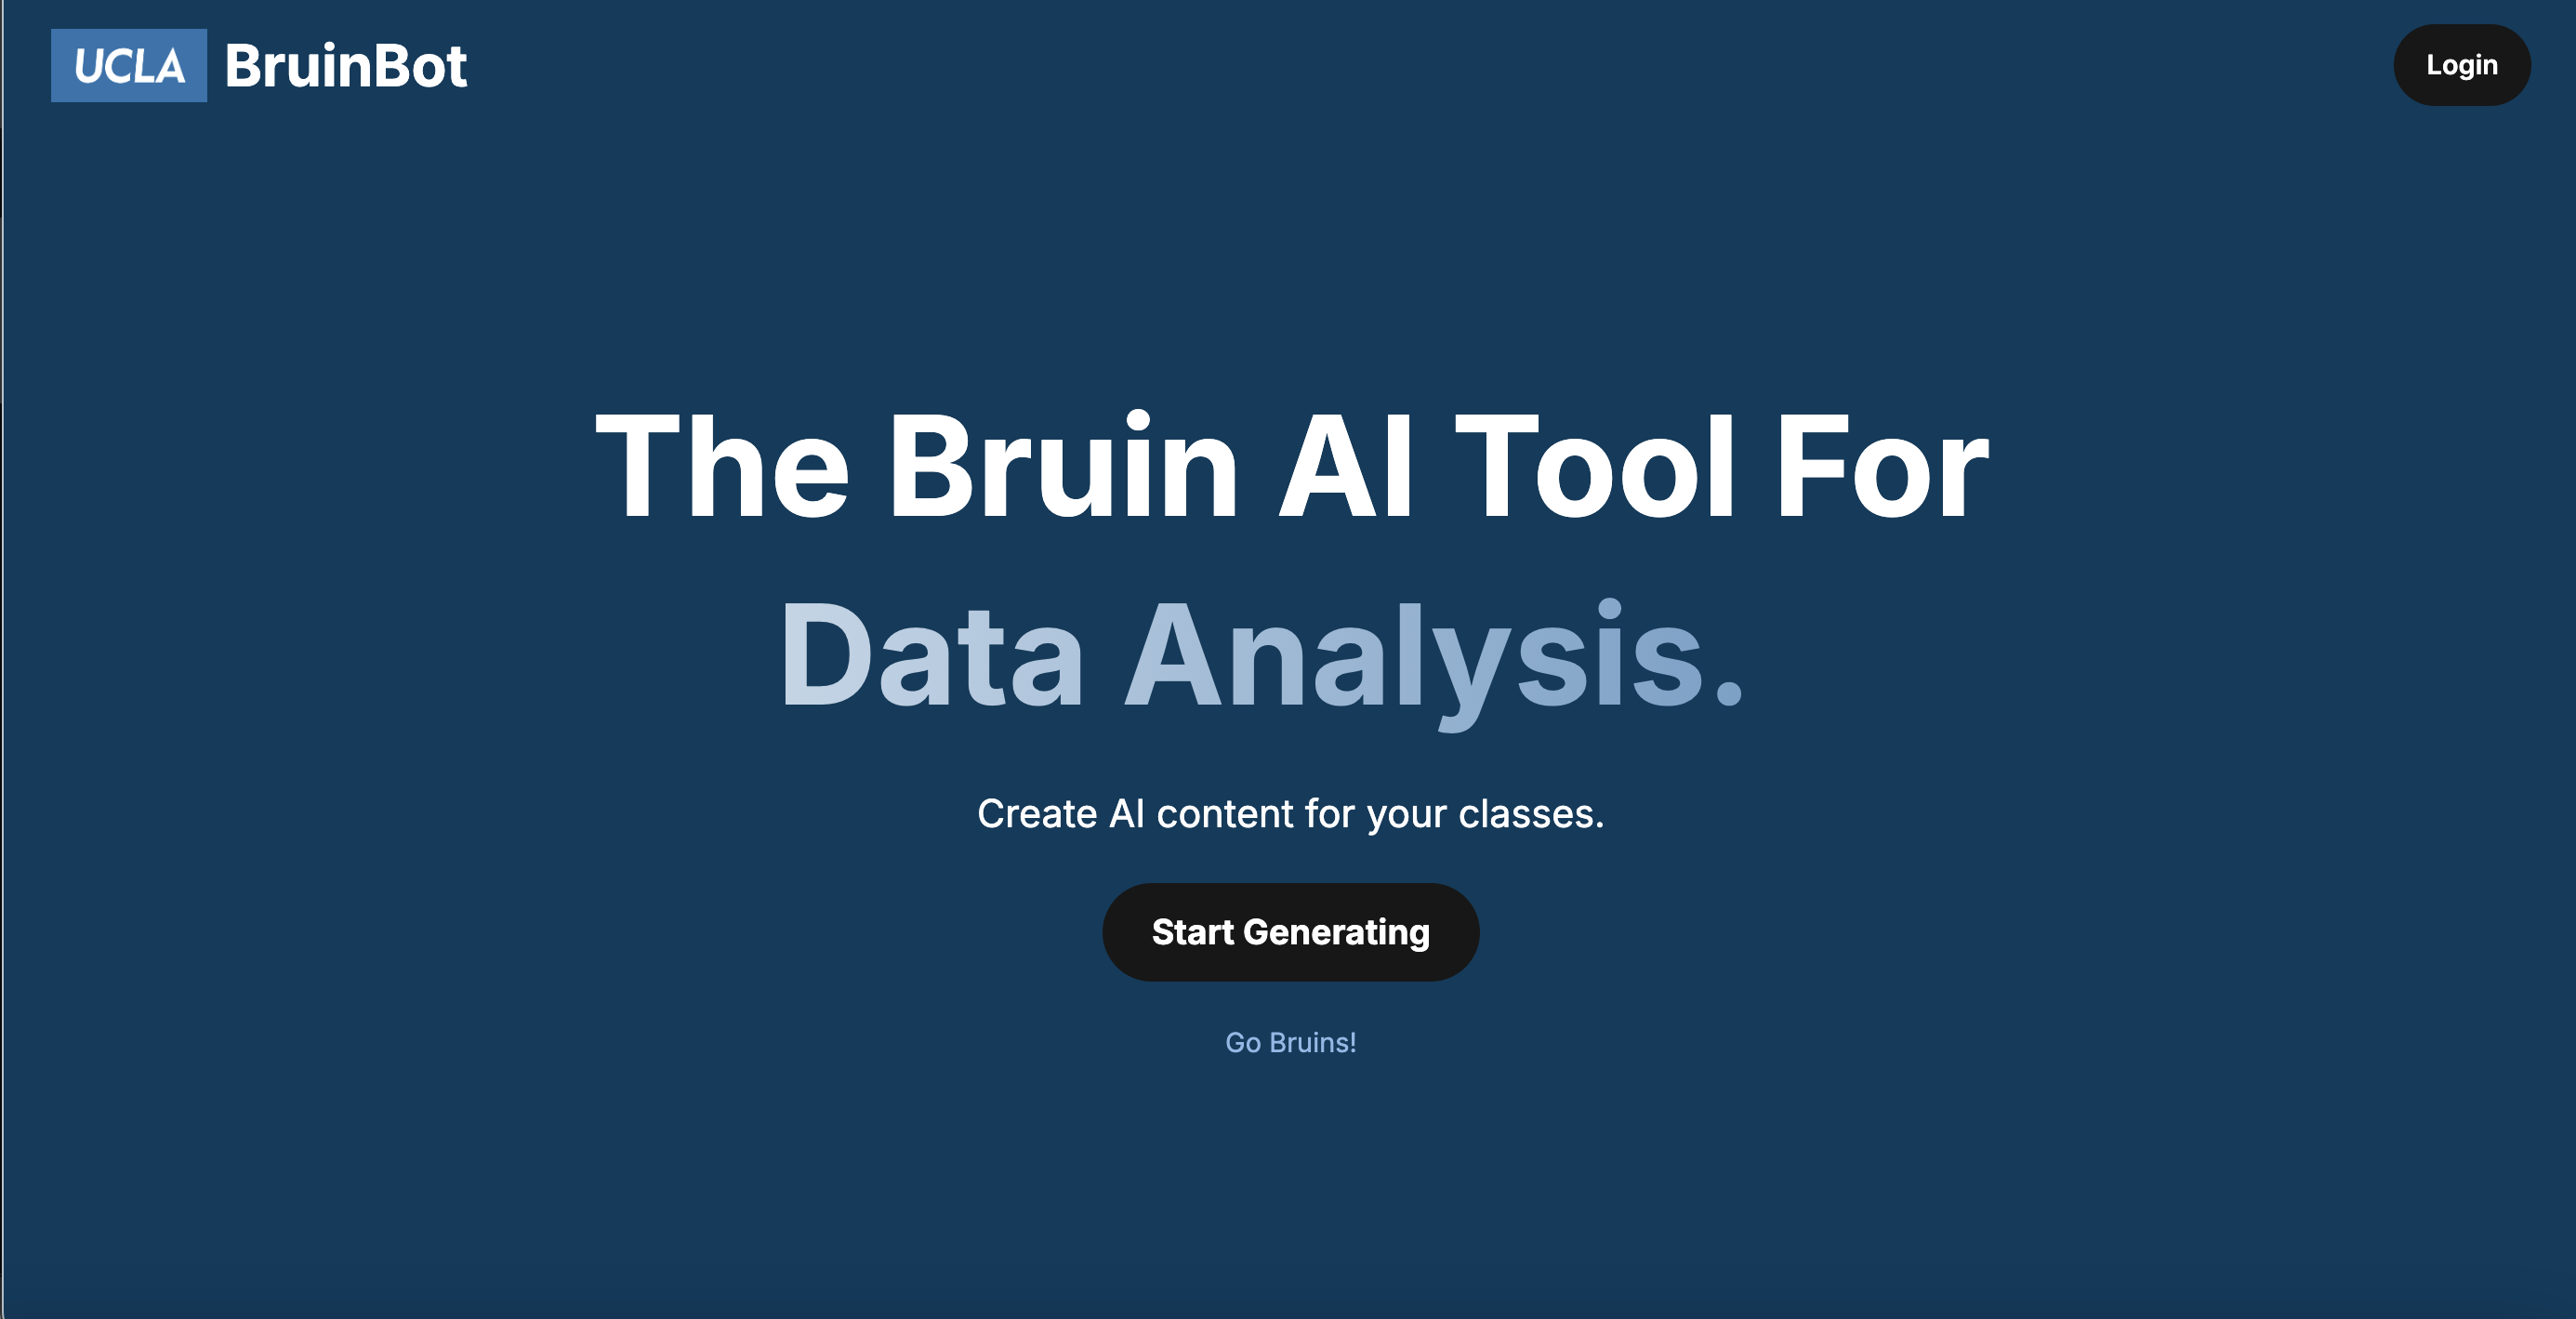 UCLA BruinBot
Login
The Bruin AI Tool For
Data Analysis.
Create AI content for your classes.
Start Generating
Go Bruins!